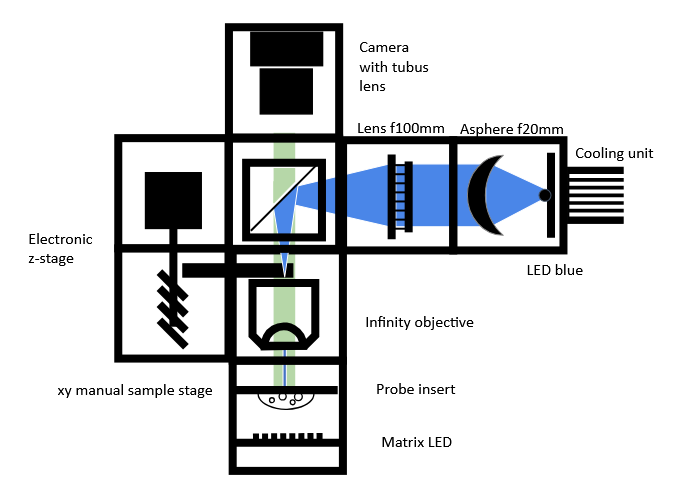 Camera
with tubus
lens
Lens f100mm
Asphere f20mm
Cooling unit
Electronic
z-stage
LED blue
Infinity objective
xy manual sample stage
Probe insert
Matrix LED